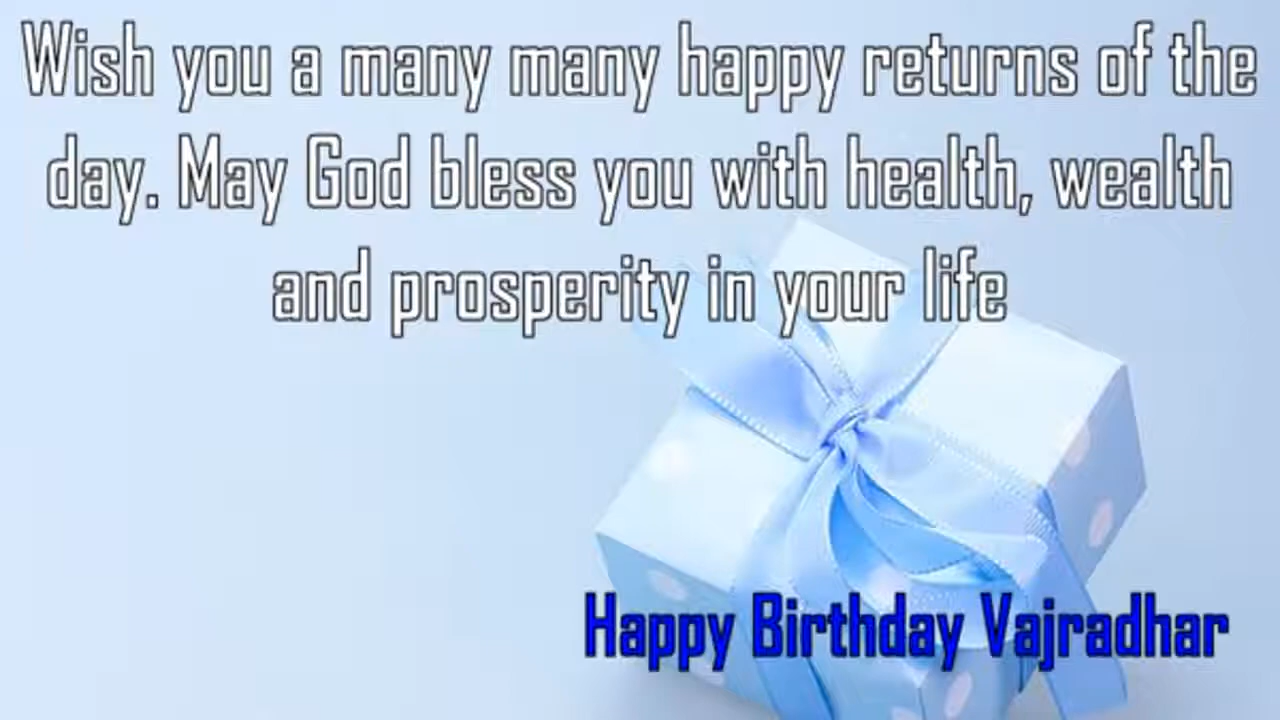 Wish you a many many happy returns of the
day. May God bless you with health, wealth
and prosperity in your life
Happy Birthday Vajradhar